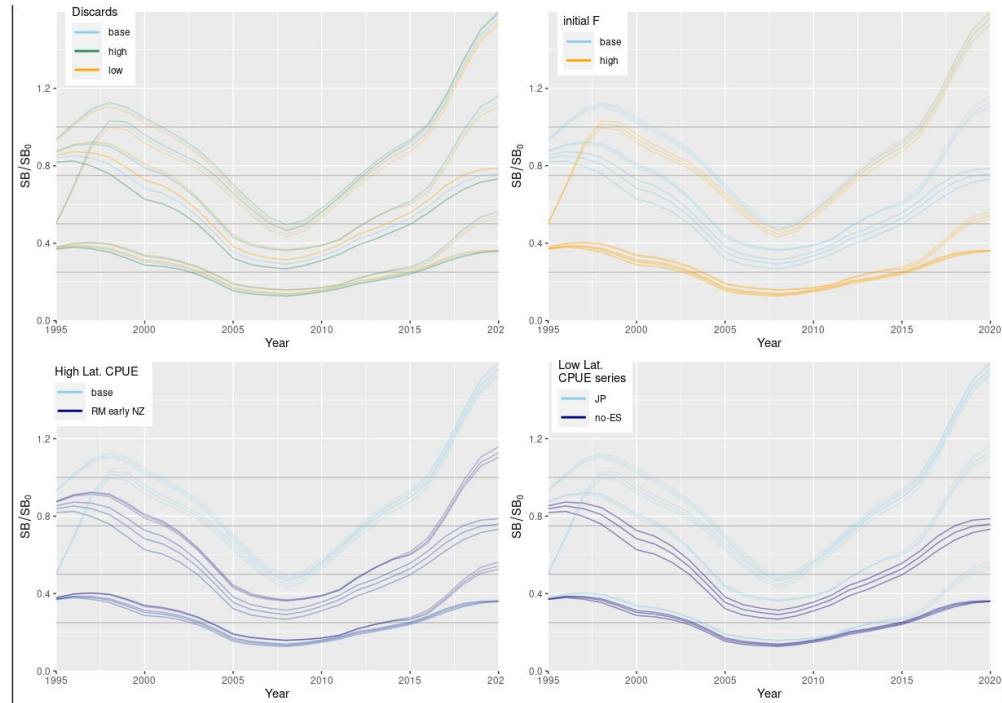 Discards
base
high
low
SB/SB₀
1.2
0.8
0.4
0.0
1995
2000
2005
2010
2015
202
Year
initial F
base
high
SB/SB₀
1.2
0.8
0.4
0.0
1995
2000
2005
2010
2015
2020
Year
High Lat. CPUE
base
RM early NZ
SB/SB₀
1.2
0.8
0.4
0.0
1995
2000
2005
2010
2015
2020
Year
Low Lat.
CPUE series
JP
no-ES
SB/SB₀
1.2
0.8
0.4
0.0
1995
2000
2005
2010
2015
2020
Year